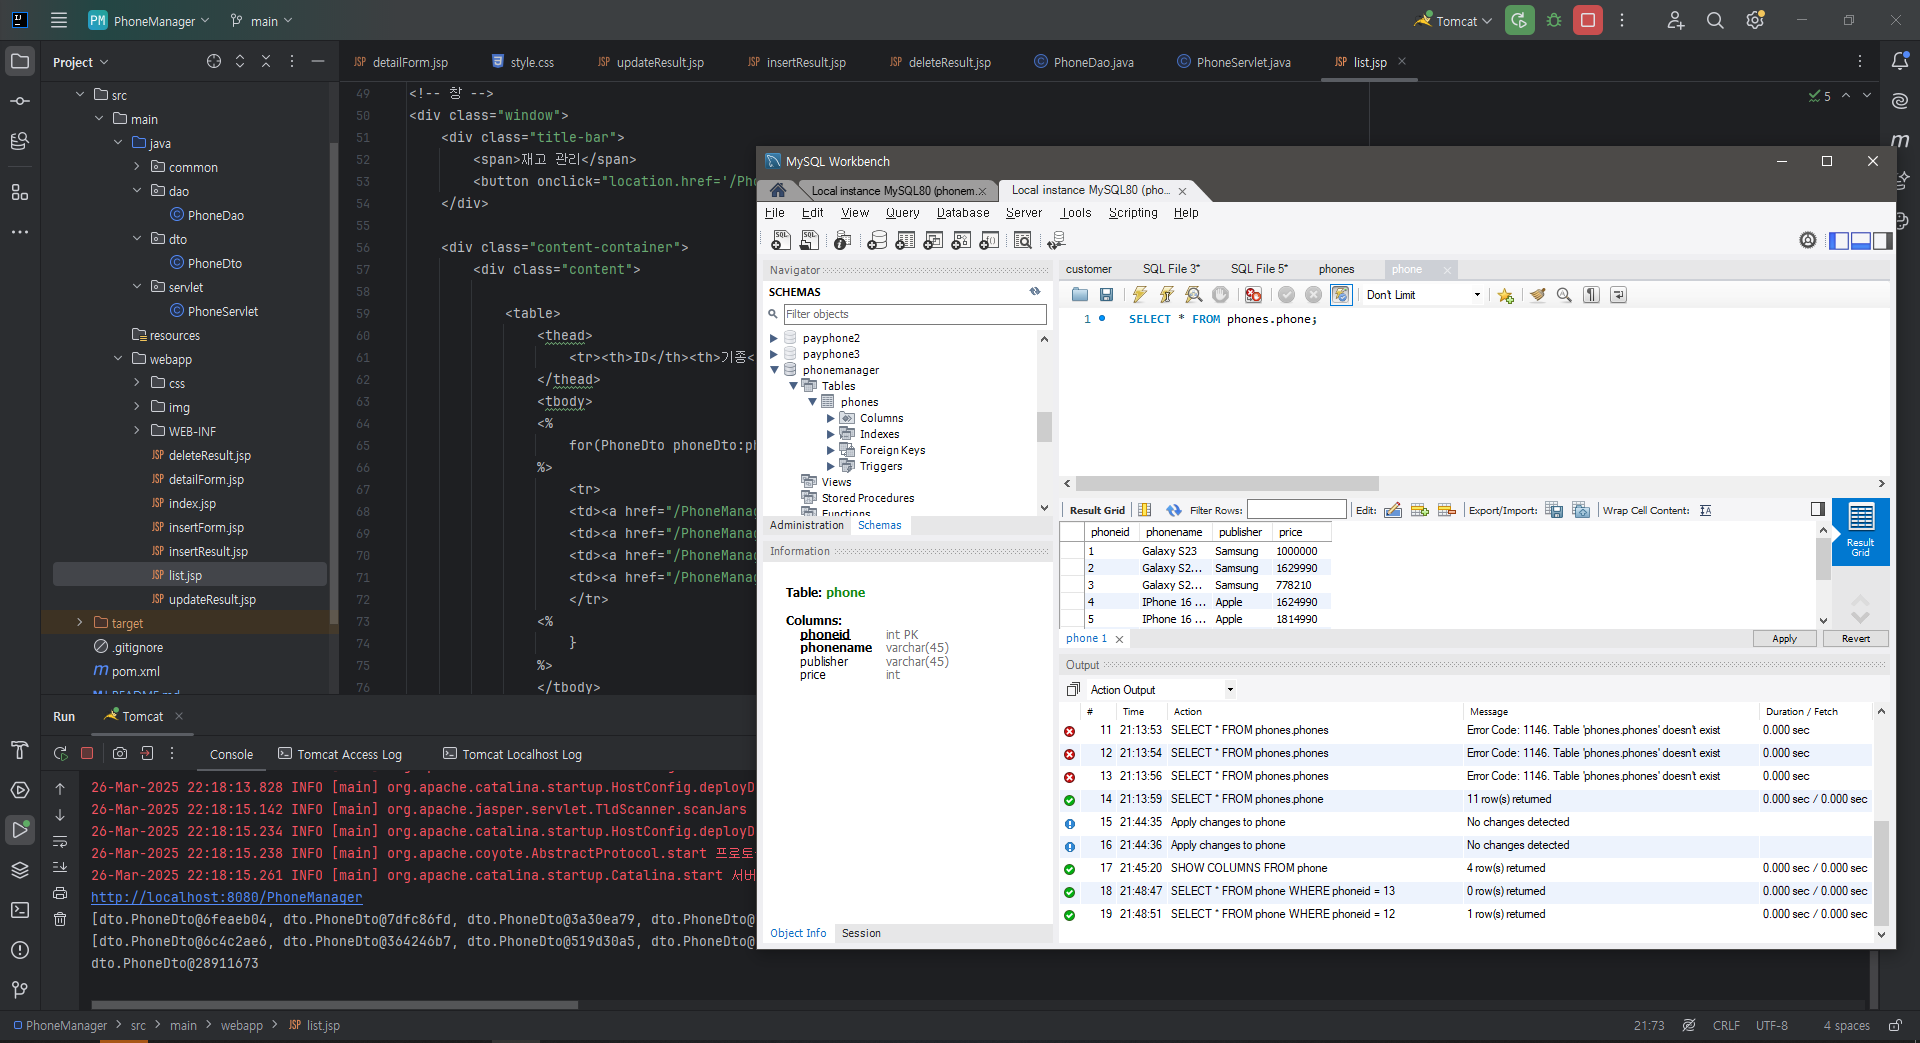 PM PhoneManager main Tomcat
Project
detailForm.jsp style.css updateResult.jsp insertResult.jsp deleteResult.jsp PhoneDao.java PhoneServlet.java list.jsp
src
main
java
common
dao
PhoneDao
dto
PhoneDto
servlet
PhoneServlet
resources
webapp
css
img
WEB-INF
deleteResult.jsp
detailForm.jsp
index.jsp
insertForm.jsp
insertResult.jsp
list.jsp
updateResult.jsp
target
.gitignore
pom.xml
README.md
5
49 <!-- 창 -->
50 <div class="window">
51 <div class="title-bar">
52 <span>재고 관리</span>
53 <button onclick="location.href='/Pho
54 </div>
55
56 <div class="content-container">
57 <div class="content">
58
59 <table>
60 <thead>
61 <tr><th>ID</th><th>기종<
62 </thead>
63 <tbody>
64 <%
65 for(PhoneDto phoneDto:ph
66 %>
67 <tr>
68 <td><a href="/PhoneManag
69 <td><a href="/PhoneManag
70 <td><a href="/PhoneManag
71 <td><a href="/PhoneManag
72 </tr>
73 <%
74 }
75 %>
76 </tbody>
MySQL Workbench
Local instance MySQL80 (phonem... Local instance MySQL80 (pho...
File Edit View Query Database Server Tools Scripting Help
Navigator
SCHEMAS
Filter objects
payphone2
payphone3
phonemanager
Tables
phones
Columns
Indexes
Foreign Keys
Triggers
Views
Stored Procedures
Functions
Administration Schemas
Information
Table: phone
Columns:
phoneid int PK
phonename varchar(45)
publisher varchar(45)
price int
Object Info Session
customer SQL File 3* SQL File 5* phones phone
Don't Limit
1 SELECT * FROM phones.phone;
Result Grid Filter Rows: Edit: Export/Import: Wrap Cell Content:
Result Grid
phoneid phonename publisher price
1 Galaxy S23 Samsung 1000000
2 Galaxy S2... Samsung 1629990
3 Galaxy S2... Samsung 778210
4 IPhone 16 ... Apple 1624990
5 IPhone 16 ... Apple 1814990
phone 1 Apply Revert
Output
Action Output
# Time Action Message Duration / Fetch
11 21:13:53 SELECT * FROM phones.phones Error Code: 1146. Table 'phones.phones' doesn't exist 0.000 sec
12 21:13:54 SELECT * FROM phones.phones Error Code: 1146. Table 'phones.phones' doesn't exist 0.000 sec
13 21:13:56 SELECT * FROM phones.phones Error Code: 1146. Table 'phones.phones' doesn't exist 0.000 sec
14 21:13:59 SELECT * FROM phones.phone 11 row(s) returned 0.000 sec / 0.000 sec
15 21:44:35 Apply changes to phone No changes detected
16 21:44:36 Apply changes to phone No changes detected
17 21:45:20 SHOW COLUMNS FROM phone 4 row(s) returned 0.000 sec / 0.000 sec
18 21:48:47 SELECT * FROM phone WHERE phoneid = 13 0 row(s) returned 0.000 sec / 0.000 sec
19 21:48:51 SELECT * FROM phone WHERE phoneid = 12 1 row(s) returned 0.000 sec / 0.000 sec
Run Tomcat
Console Tomcat Access Log Tomcat Localhost Log
26-Mar-2025 22:18:13.828 INFO [main] org.apache.catalina.startup.HostConfig.deployD
26-Mar-2025 22:18:15.142 INFO [main] org.apache.jasper.servlet.TldScanner.scanJars
26-Mar-2025 22:18:15.234 INFO [main] org.apache.catalina.startup.HostConfig.deployD
26-Mar-2025 22:18:15.238 INFO [main] org.apache.coyote.AbstractProtocol.start 프로토
26-Mar-2025 22:18:15.261 INFO [main] org.apache.catalina.startup.Catalina.start 서버
http://localhost:8080/PhoneManager
[dto.PhoneDto@6feaeb04, dto.PhoneDto@7dfc86fd, dto.PhoneDto@3a30ea79, dto.PhoneDto@
[dto.PhoneDto@6c4c2ae6, dto.PhoneDto@364246b7, dto.PhoneDto@519d30a5, dto.PhoneDto@
dto.PhoneDto@28911673
PhoneManager > src > main > webapp > list.jsp 21:73 CRLF UTF-8 4 spaces